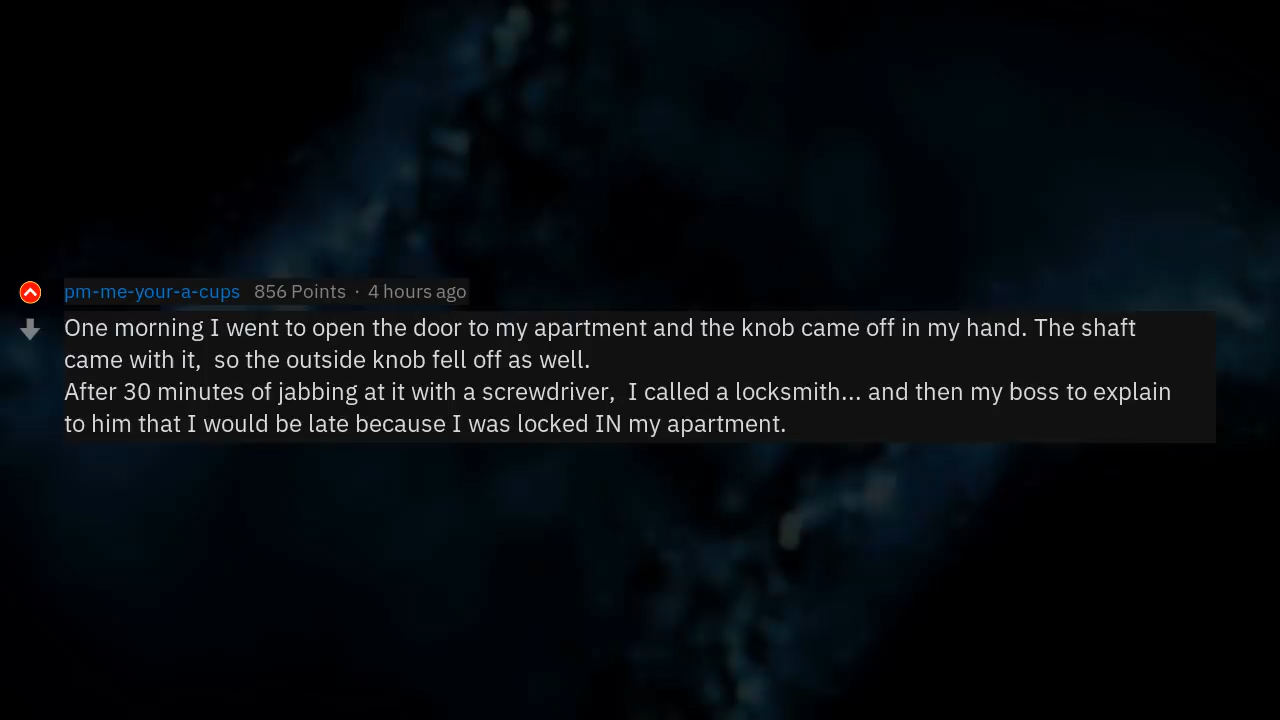 pm-me-your-a-cups 856 Points · 4 hours ago
One morning I went to open the door to my apartment and the knob came off in my hand. The shaft
came with it,  so the outside knob fell off as well.
After 30 minutes of jabbing at it with a screwdriver,  I called a locksmith... and then my boss to explain
to him that I would be late because I was locked IN my apartment.